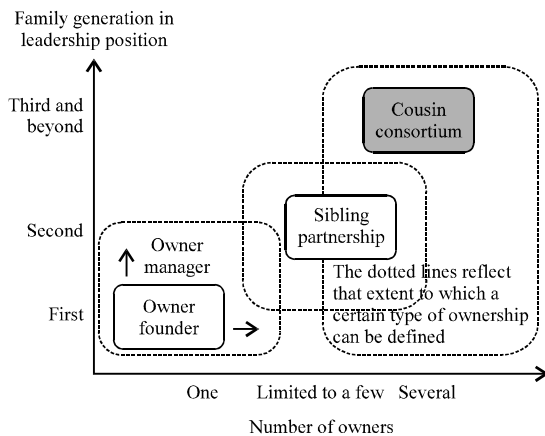 Family generation in
leadership position
Third and
beyond
Cousin
consortium
Second
Sibling
partnership
Owner
manager
The dotted lines reflect
that extent to which a
certain type of ownership
can be defined
First
Owner
founder
One
Limited to a few
Several
Number of owners